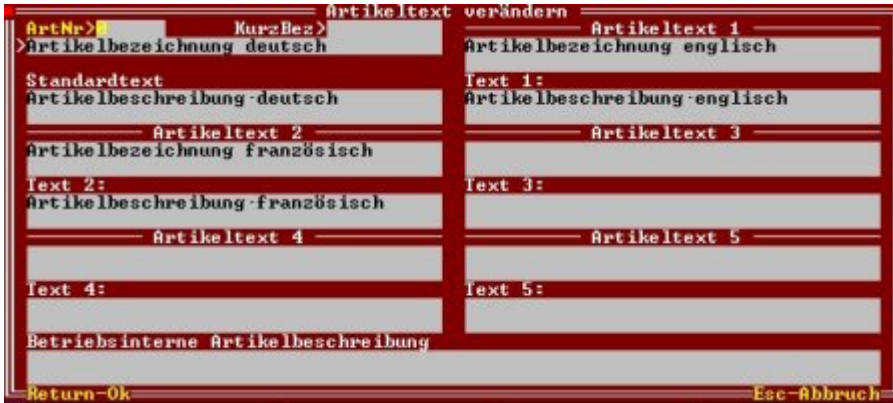 Artikeltext verändern
ArtNr> KurzBez>
>Artikelbezeichnung deutsch
Standardtext
Artikelbeschreibung·deutsch
Artikeltext 1
Artikelbezeichnung englisch
Text 1:
Artikelbeschreibung·englisch
Artikeltext 2
Artikelbezeichnung französisch
Text 2:
Artikelbeschreibung·französisch
Artikeltext 3
Text 3:
Artikeltext 4
Text 4:
Artikeltext 5
Text 5:
Betriebsinterne Artikelbeschreibung
Return-Ok
Esc-Abbruch